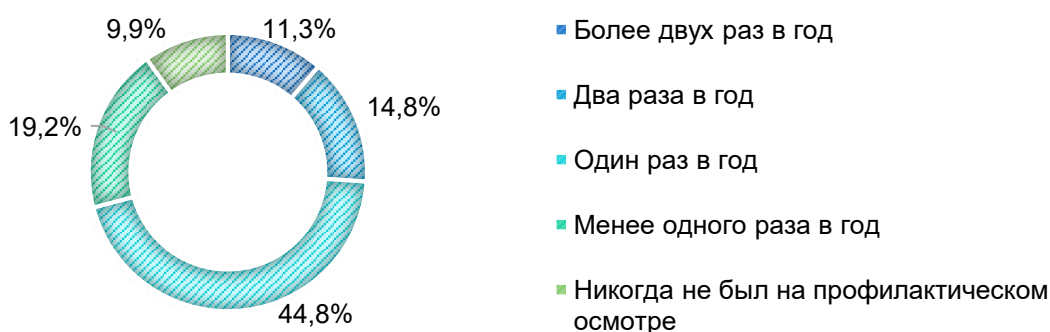 9,9%
11,3%
14,8%
19,2%
44,8%
Более двух раз в год
Два раза в год
Один раз в год
Менее одного раза в год
Никогда не был на профилактическом
осмотре